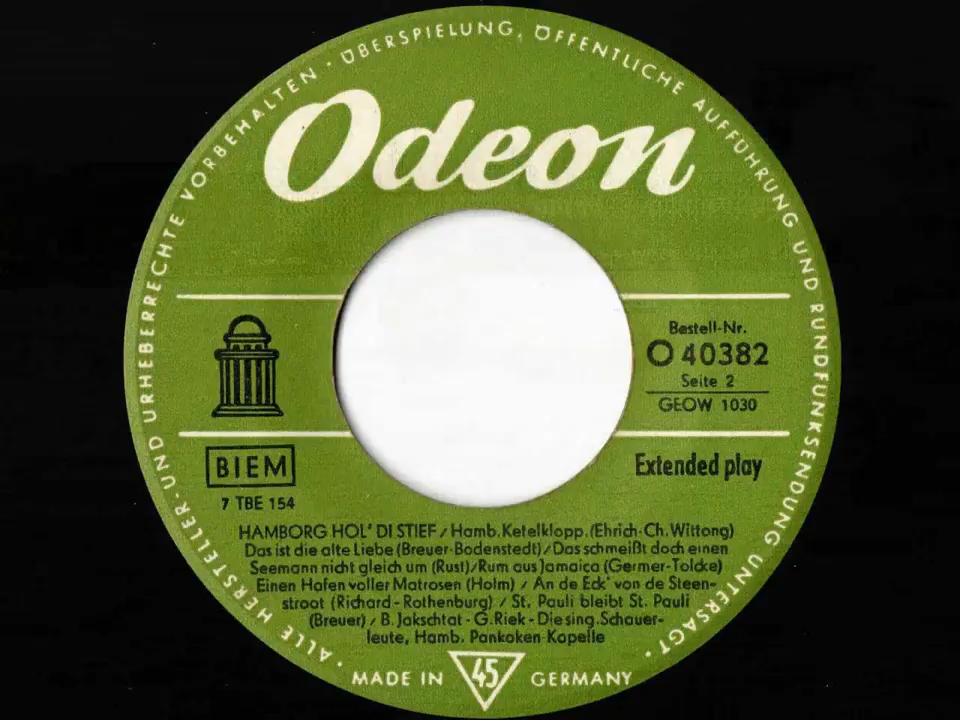 ALLE HERSTELLER-UND URHEBERRECHTE VORBEHALTEN · ÜBERSPIELUNG, ÖFFENTLICHE AUFFÜHRUNG UND RUNDFUNKSENDUNG UNTERSAGT ·
Odeon
Bestell-Nr.
O 40382
Seite 2
GEOW 1030
BIEM
7 TBE 154
Extended play
HAMBORG HOL' DI STIEF / Hamb. Ketelklopp. (Ehrich-Ch. Wittong)
Das ist die alte Liebe (Breuer-Bodenstedt) / Das schmeißt doch einen
Seemann nicht gleich um (Rust) / Rum aus Jamaica (Germer-Toldke)
Einen Hafen voller Matrosen (Holm) / An de Eck' von de Steen-
stroot (Richard-Rothenburg) / St. Pauli bleibt St. Pauli
(Breuer) / B. Jakschtat - G. Riek - Die sing. Schauer-
leute, Hamb. Pankoken-Kapelle
MADE IN 45 GERMANY